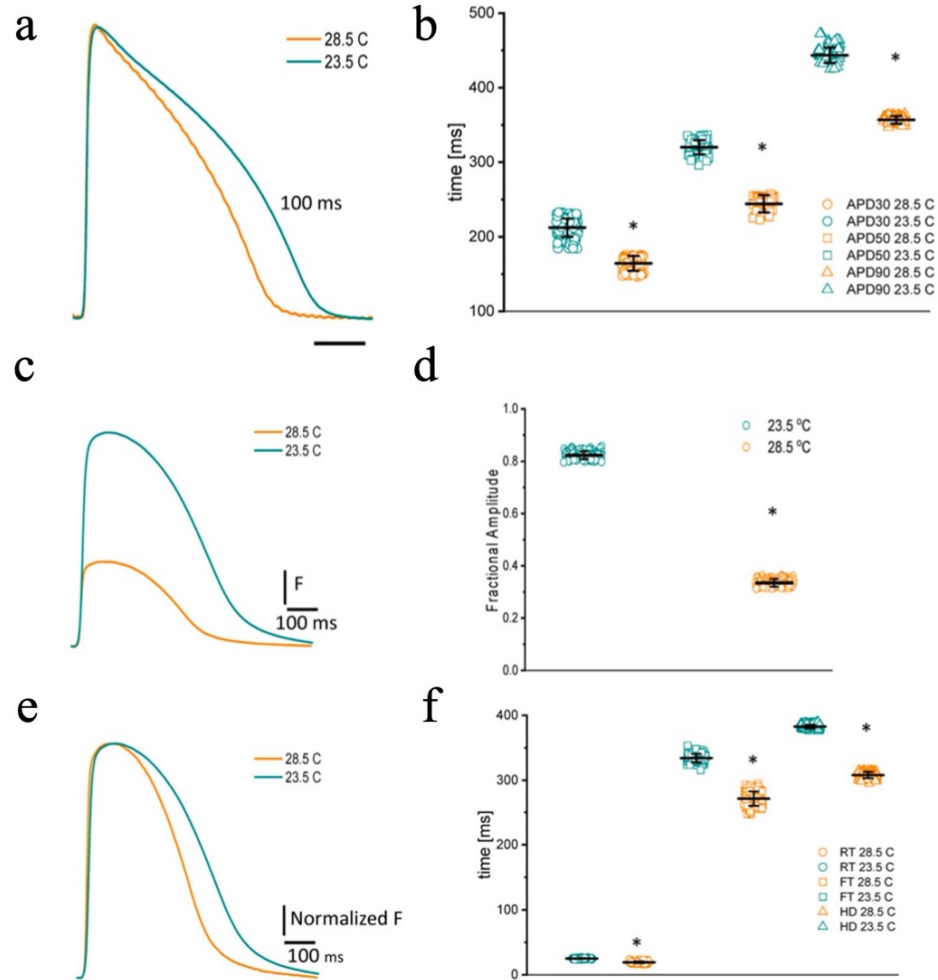 a
28.5 C
23.5 C
100 ms
b
500
400
300
200
100
time [ms]
*
*
*
APD30 28.5 C
APD30 23.5 C
APD50 28.5 C
APD50 23.5 C
APD90 28.5 C
APD90 23.5 C
c
28.5 C
23.5 C
F
100 ms
d
1.0
0.8
0.6
0.4
0.2
0.0
Fractional Amplitude
23.5 ⁰C
28.5 ⁰C
*
e
28.5 C
23.5 C
Normalized F
100 ms
f
400
300
200
100
0
time [ms]
*
*
*
RT 28.5 C
RT 23.5 C
FT 28.5 C
FT 23.5 C
HD 28.5 C
HD 23.5 C